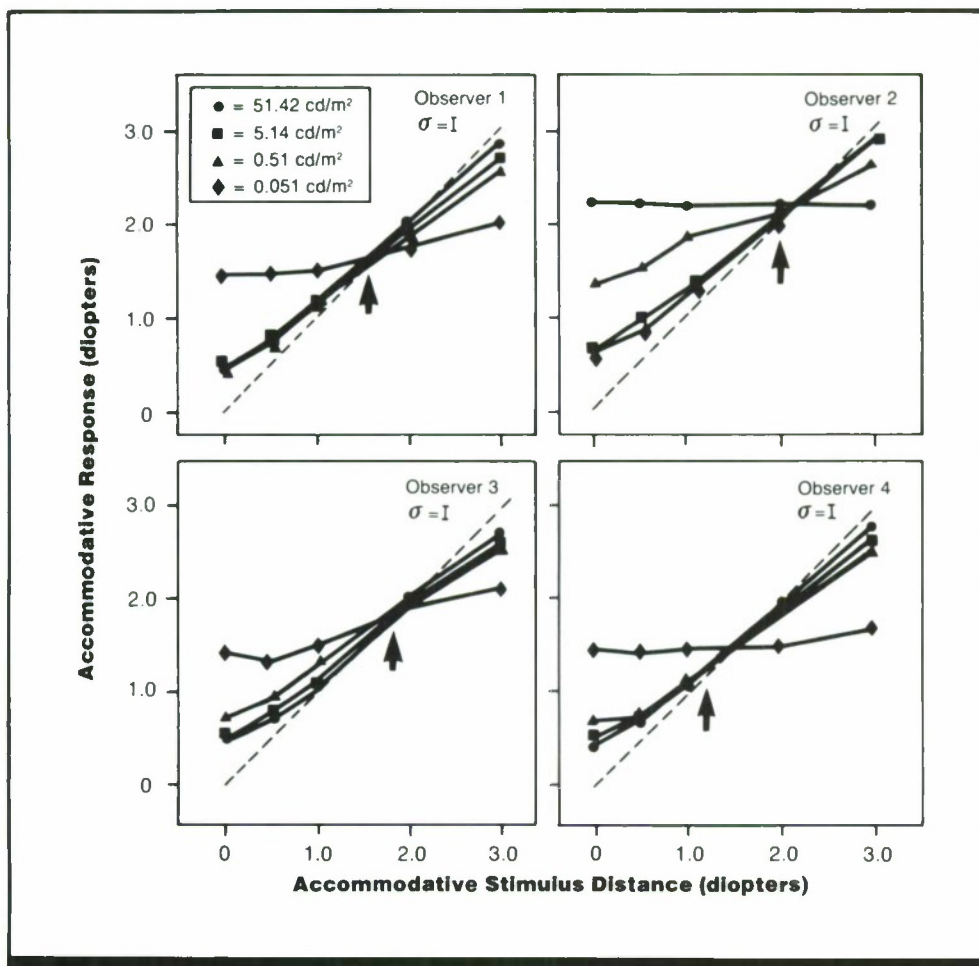 ● = 51.42 cd/m²
■ = 5.14 cd/m²
▲ = 0.51 cd/m²
◆ = 0.051 cd/m²
Observer 1
σ = I
Observer 2
σ = I
3.0
2.0
1.0
0
Observer 3
σ = I
Observer 4
σ = I
3.0
2.0
1.0
0
0 1.0 2.0 3.0 0 1.0 2.0 3.0
Accommodative Response (diopters)
Accommodative Stimulus Distance (diopters)